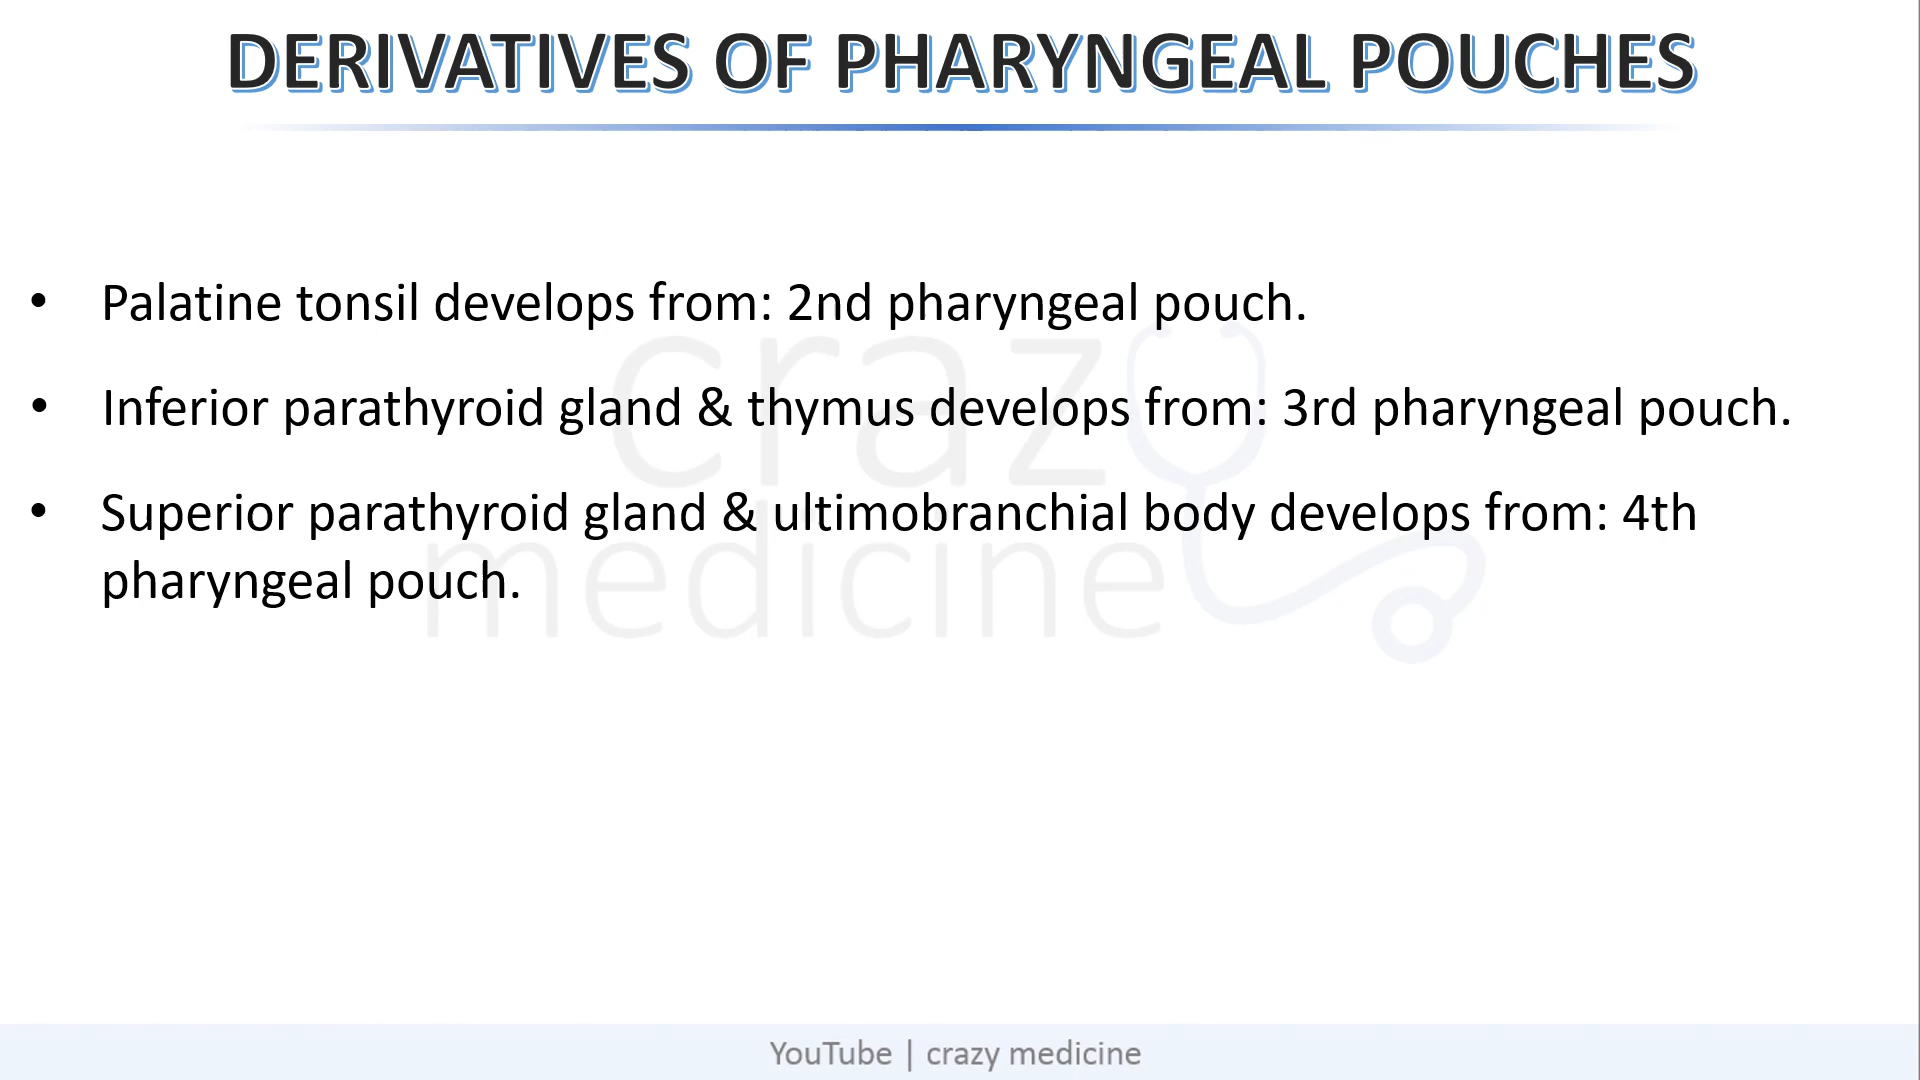 DERIVATIVES OF PHARYNGEAL POUCHES
• Palatine tonsil develops from: 2nd pharyngeal pouch.
• Inferior parathyroid gland & thymus develops from: 3rd pharyngeal pouch.
• Superior parathyroid gland & ultimobranchial body develops from: 4th
pharyngeal pouch.
crazy
medicine
YouTube | crazy medicine